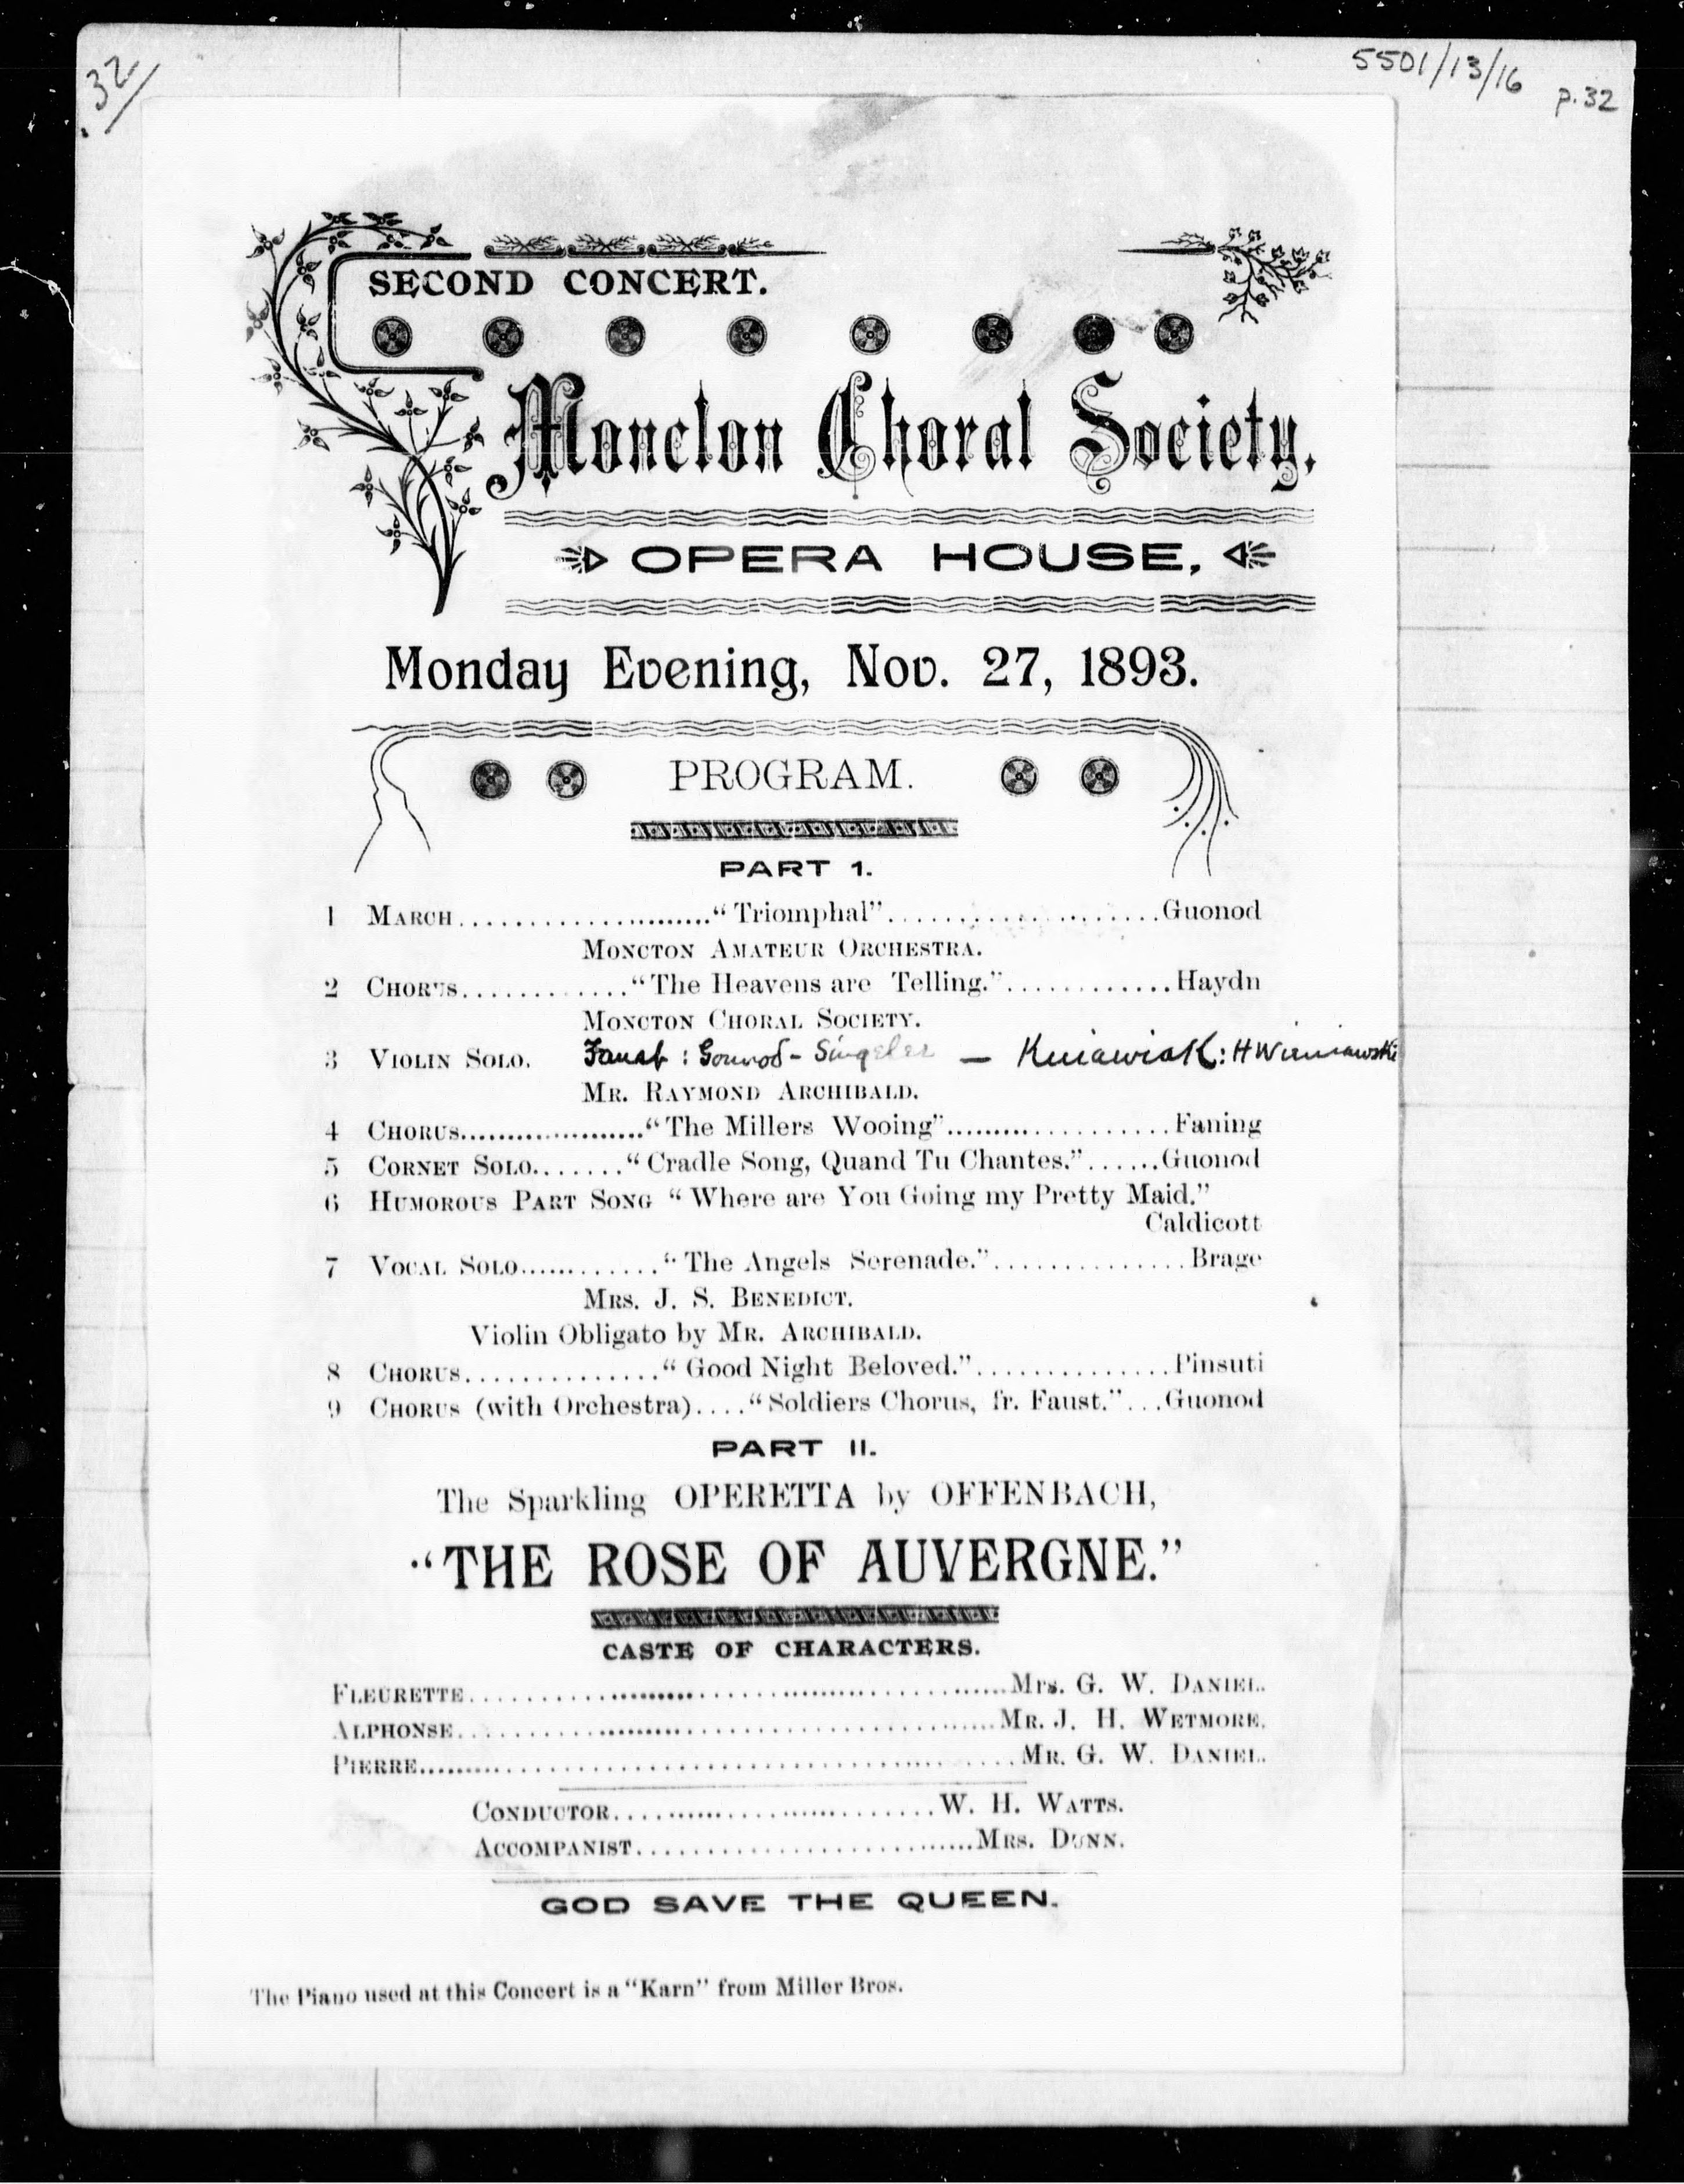 32
5501/13/16
p. 32
SECOND CONCERT.
Moncton Choral Society.
OPERA HOUSE,
Monday Evening, Nov. 27, 1893.
PROGRAM.
PART 1.
1 MARCH......................."Triomphal".....................Guonod
MONCTON AMATEUR ORCHESTRA.
2 CHORUS............."The Heavens are Telling."............Haydn
MONCTON CHORAL SOCIETY.
3 VIOLIN SOLO. Faust : Gounod - Singelee — Kuiawiak : H Wieniawski
MR. RAYMOND ARCHIBALD.
4 CHORUS....................."The Millers Wooing"...................Faning
5 CORNET SOLO......."Cradle Song, Quand Tu Chantes."......Guonod
6 HUMOROUS PART SONG "Where are You Going my Pretty Maid."
Caldicott
7 VOCAL SOLO............."The Angels Serenade."...............Brage
MRS. J. S. BENEDICT.
Violin Obligato by MR. ARCHIBALD.
8 CHORUS..............."Good Night Beloved."...............Pinsuti
9 CHORUS (with Orchestra)...."Soldiers Chorus, fr. Faust."...Guonod
PART II.
The Sparkling OPERETTA by OFFENBACH,
"THE ROSE OF AUVERGNE."
CASTE OF CHARACTERS.
FLEURETTE..............................................Mrs. G. W. DANIEL.
ALPHONSE..............................................MR. J. H. WETMORE.
PIERRE..............................................MR. G. W. DANIEL.
CONDUCTOR............................W. H. WATTS.
ACCOMPANIST............................MRS. DUNN.
GOD SAVE THE QUEEN.
The Piano used at this Concert is a "Karn" from Miller Bros.